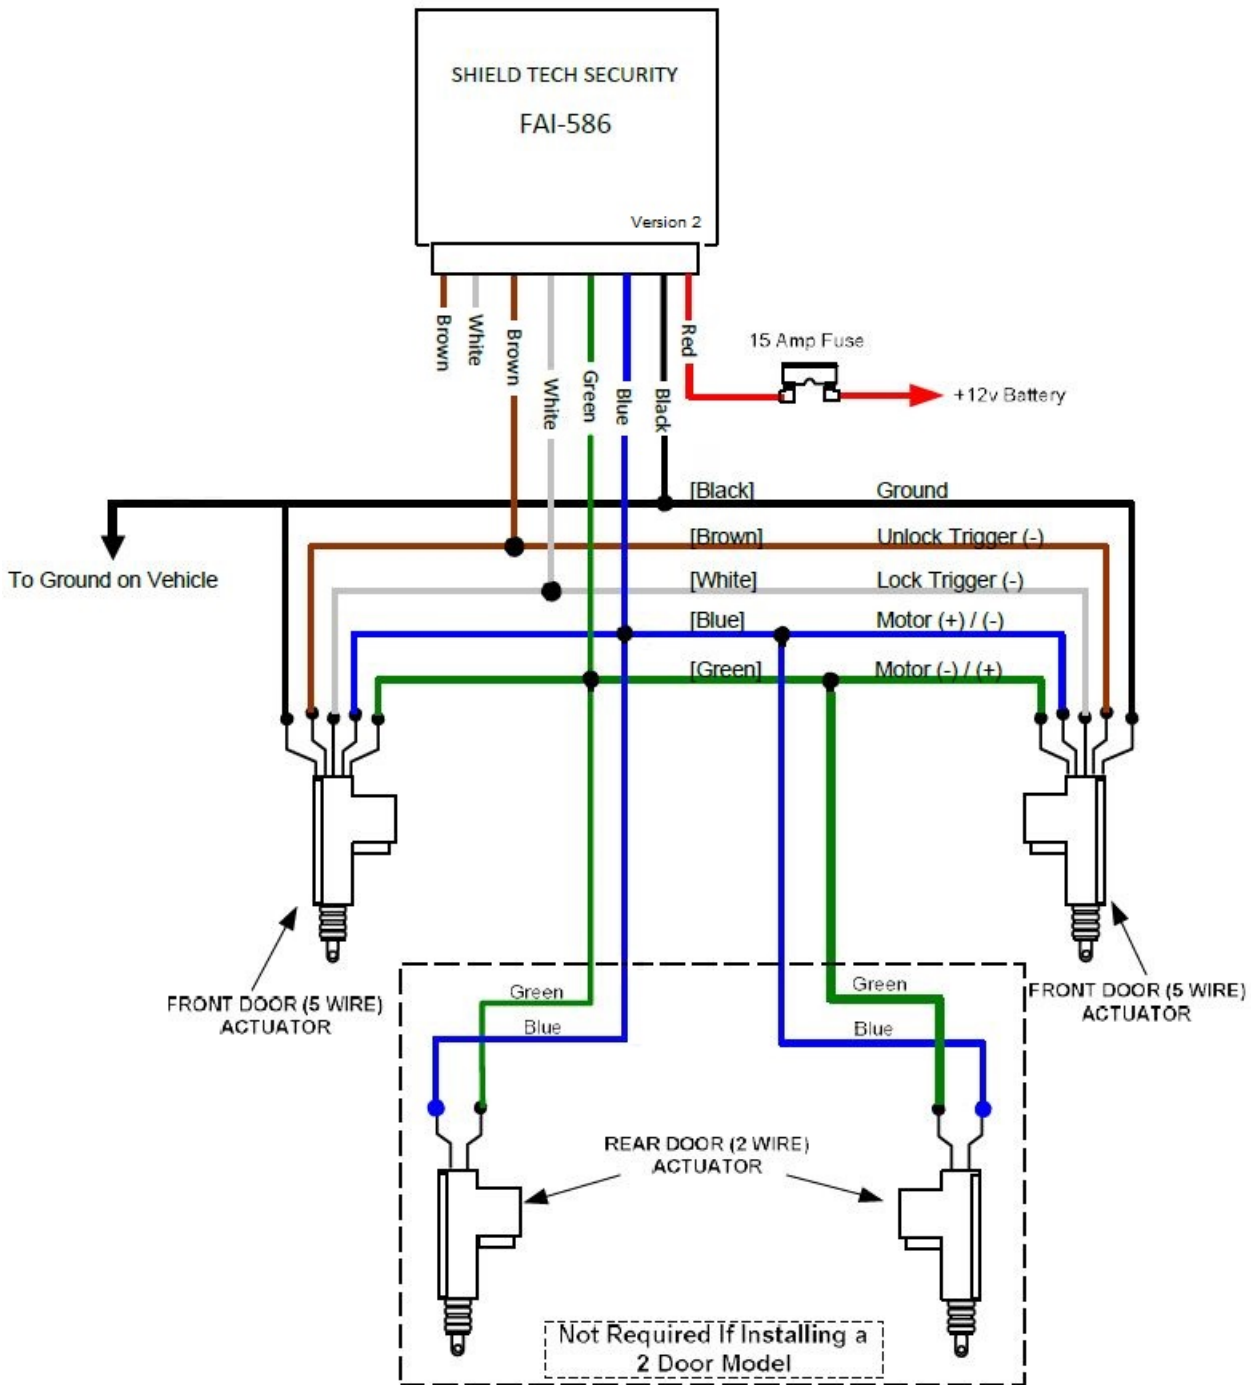 SHIELD TECH SECURITY
FAI-586
Version 2
Brown
White
Brown
White
Green
Blue
Black
Red
15 Amp Fuse
+12v Battery
[Black] Ground
[Brown] Unlock Trigger (-)
To Ground on Vehicle
[White] Lock Trigger (-)
[Blue] Motor (+) / (-)
[Green] Motor (-) / (+)
FRONT DOOR (5 WIRE)
ACTUATOR
FRONT DOOR (5 WIRE)
ACTUATOR
Green
Blue
Green
Blue
REAR DOOR (2 WIRE)
ACTUATOR
Not Required If Installing a
2 Door Model